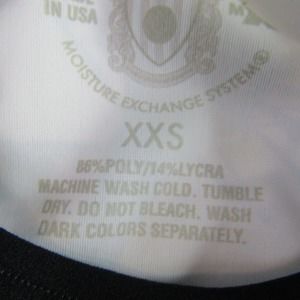 IN USA
MOISTURE EXCHANGE SYSTEM®
XXS
86%POLY/14%LYCRA
MACHINE WASH COLD. TUMBLE
DRY. DO NOT BLEACH. WASH
DARK COLORS SEPARATELY.